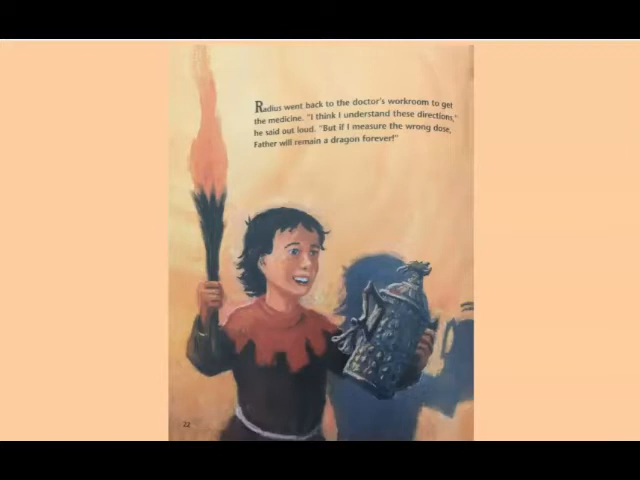 Radius went back to the doctor's workroom to get
the medicine. "I think I understand these directions,"
he said out loud. "But if I measure the wrong dose,
Father will remain a dragon forever!"
22